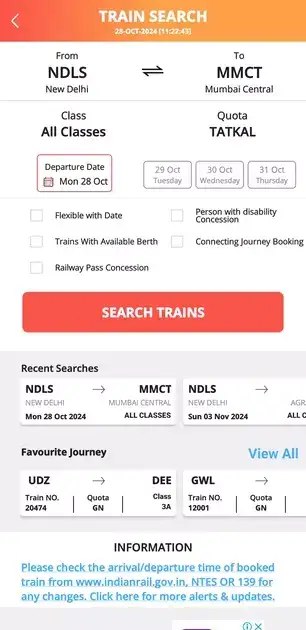 TRAIN SEARCH
28-OCT-2024 [11:22:43]
From
To
NDLS
MMCT
New Delhi
Mumbai Central
Class
Quota
All Classes
TATKAL
Departure Date
Mon 28 Oct
29 Oct
Tuesday
30 Oct
Wednesday
31 Oct
Thursday
Flexible with Date
Person with disability
Concession
Trains With Available Berth
Connecting Journey Booking
Railway Pass Concession
SEARCH TRAINS
Recent Searches
NDLS
MMCT
NEW DELHI
MUMBAI CENTRAL
Mon 28 Oct 2024
ALL CLASSES
NDLS
NEW DELHI
AGR
Sun 03 Nov 2024
ALL C
Favourite Journey
View All
UDZ
DEE
Train NO.
Quota
Class
20474
GN
3A
GWL
Train NO.
Quota
12001
GN
INFORMATION
Please check the arrival/departure time of booked
train from www.indianrail.gov.in, NTES OR 139 for
any changes. Click here for more alerts & updates.